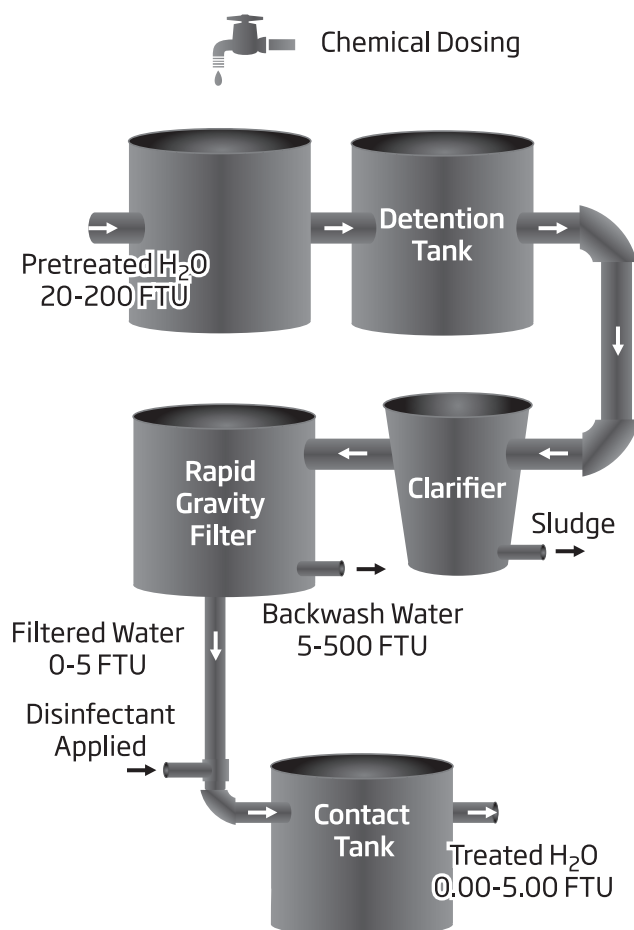 Chemical Dosing
Pretreated H₂O
20-200 FTU
Detention
Tank
Rapid
Gravity
Filter
Clarifier
Sludge
Backwash Water
5-500 FTU
Filtered Water
0-5 FTU
Disinfectant
Applied
Contact
Tank
Treated H₂O
0.00-5.00 FTU